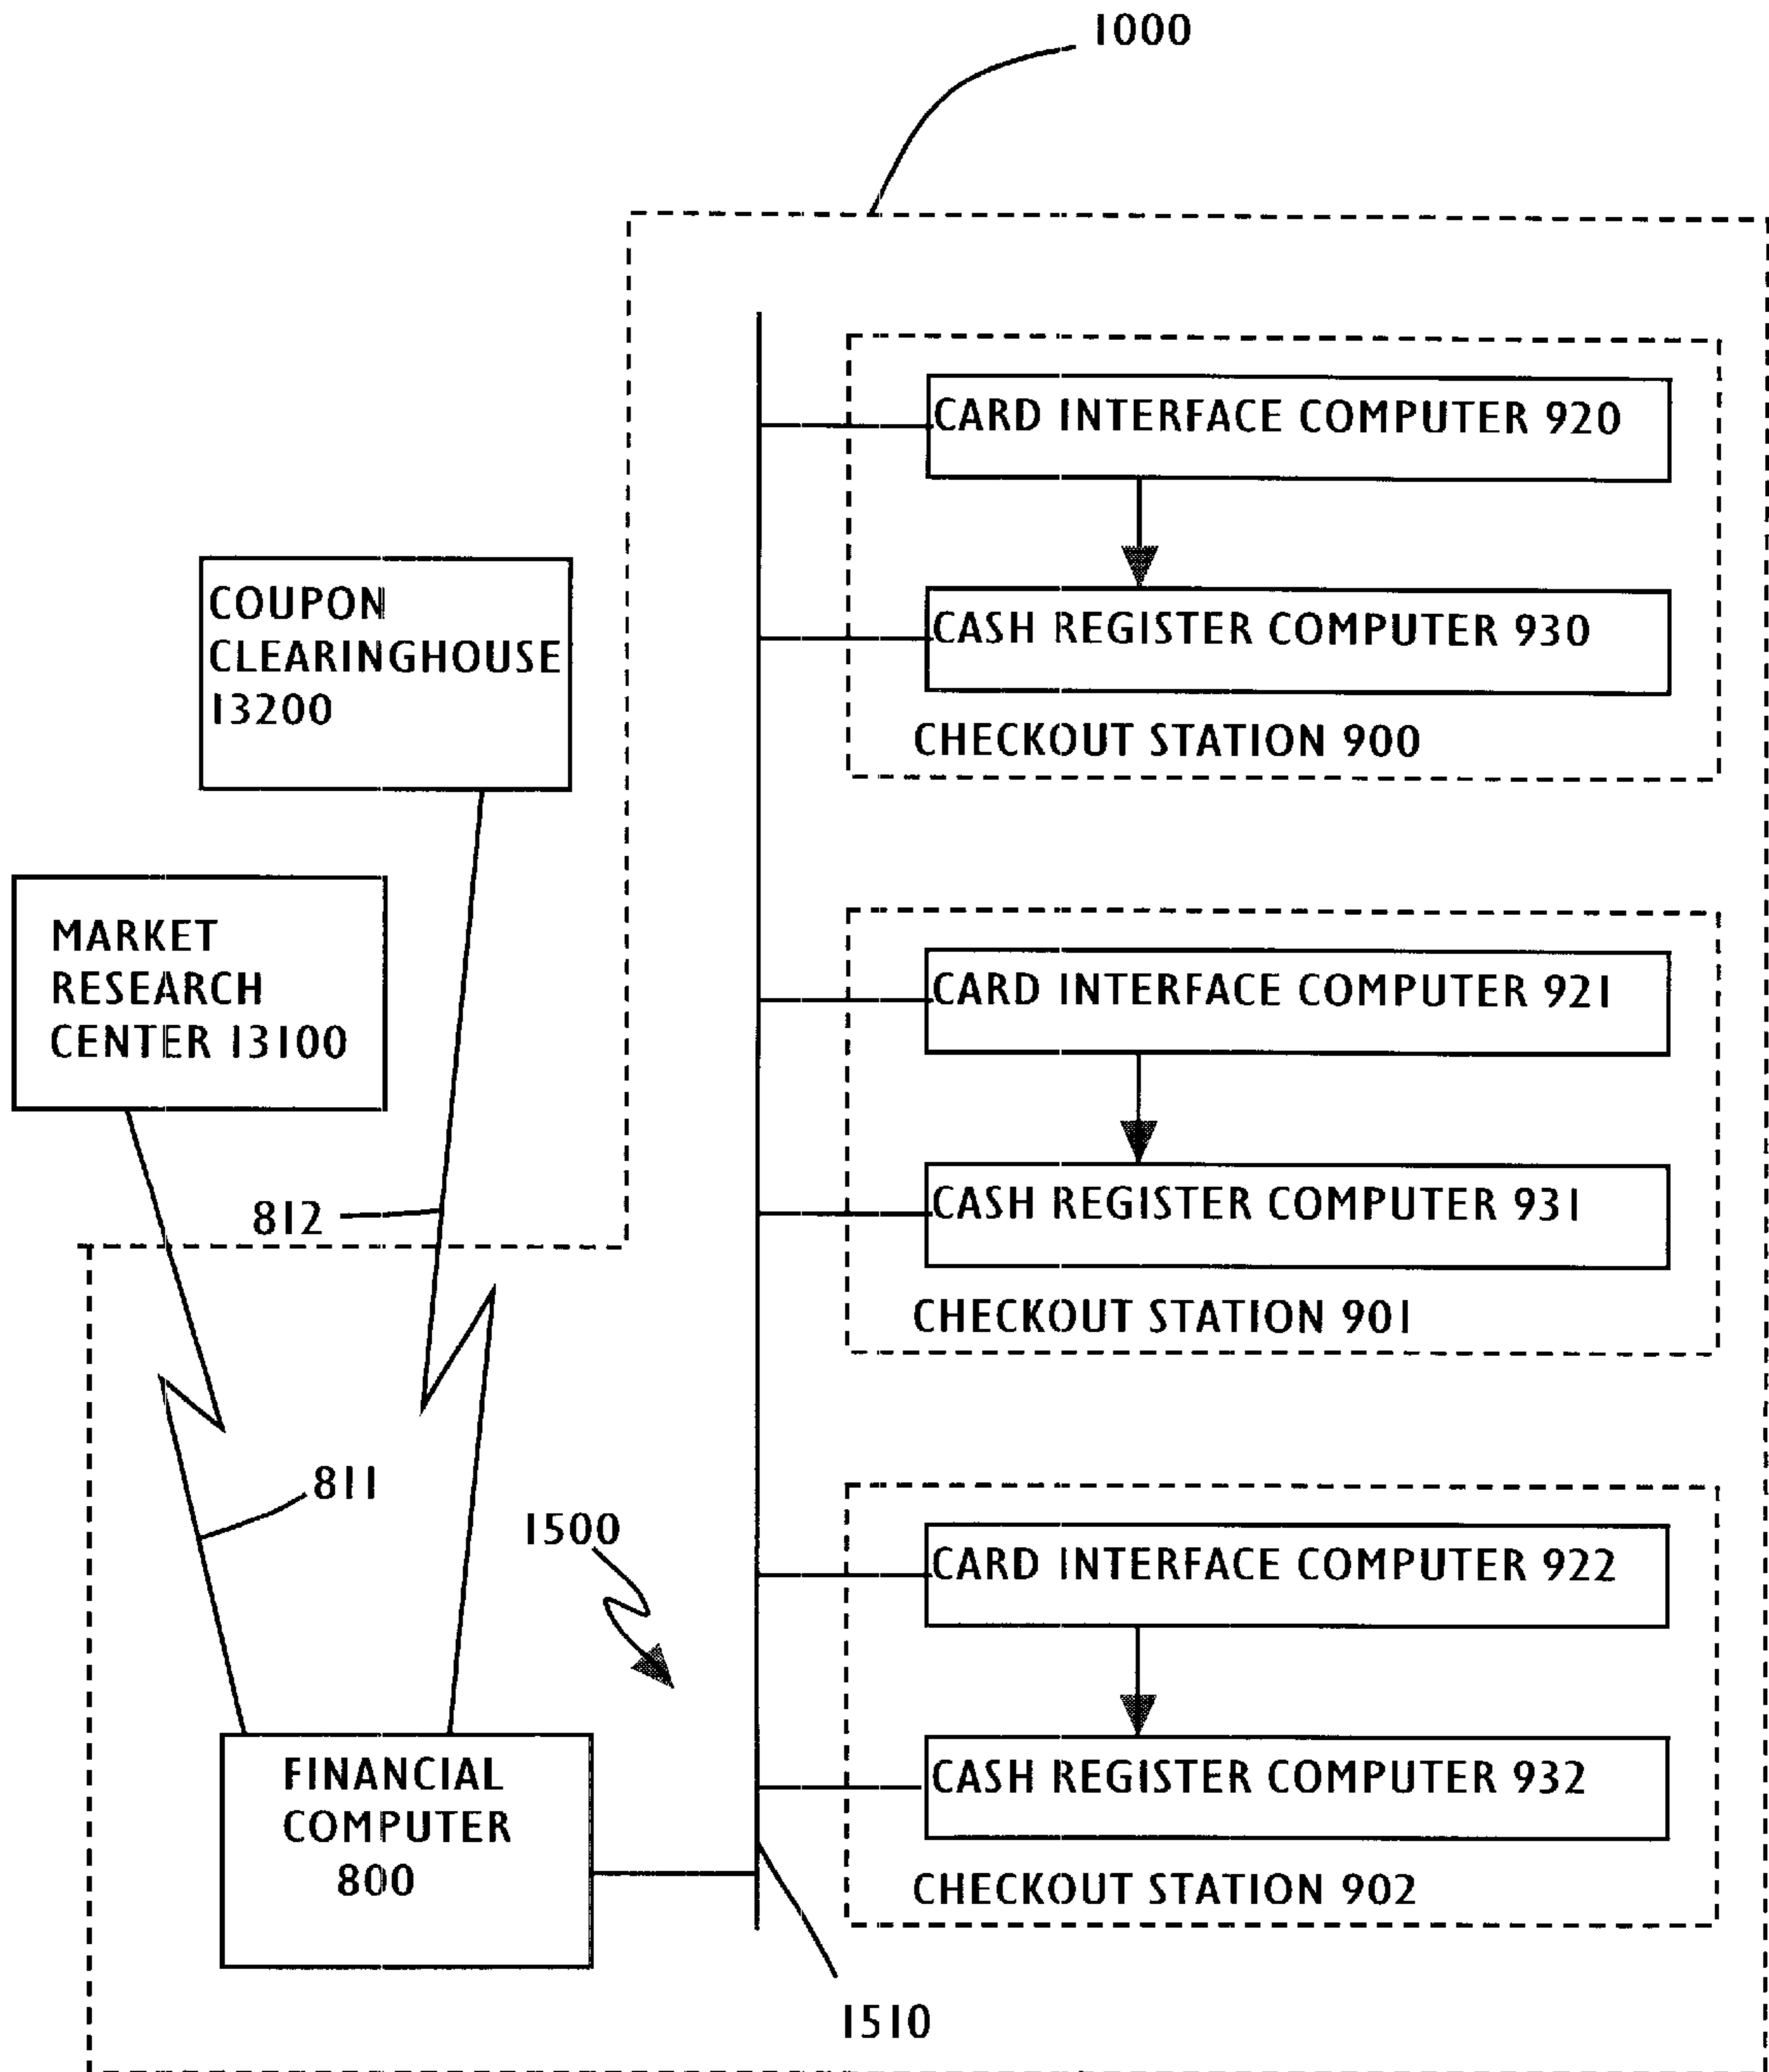 1000
CARD INTERFACE COMPUTER 920
CASH REGISTER COMPUTER 930
CHECKOUT STATION 900
COUPON
CLEARINGHOUSE
13200
MARKET
RESEARCH
CENTER 13100
CARD INTERFACE COMPUTER 921
CASH REGISTER COMPUTER 931
CHECKOUT STATION 901
812
811
1500
CARD INTERFACE COMPUTER 922
CASH REGISTER COMPUTER 932
CHECKOUT STATION 902
FINANCIAL
COMPUTER
800
1510